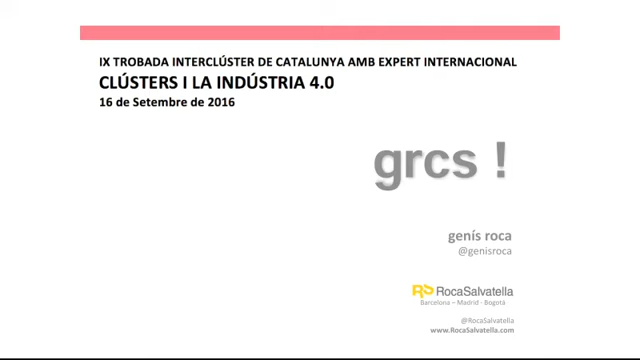 IX TROBADA INTERCLÚSTER DE CATALUNYA AMB EXPERT INTERNACIONAL
CLÚSTERS I LA INDÚSTRIA 4.0
16 de Setembre de 2016
grcs !
genís roca
@genisroca
RS RocaSalvatella
Barcelona – Madrid - Bogotá
@RocaSalvatella
www.RocaSalvatella.com